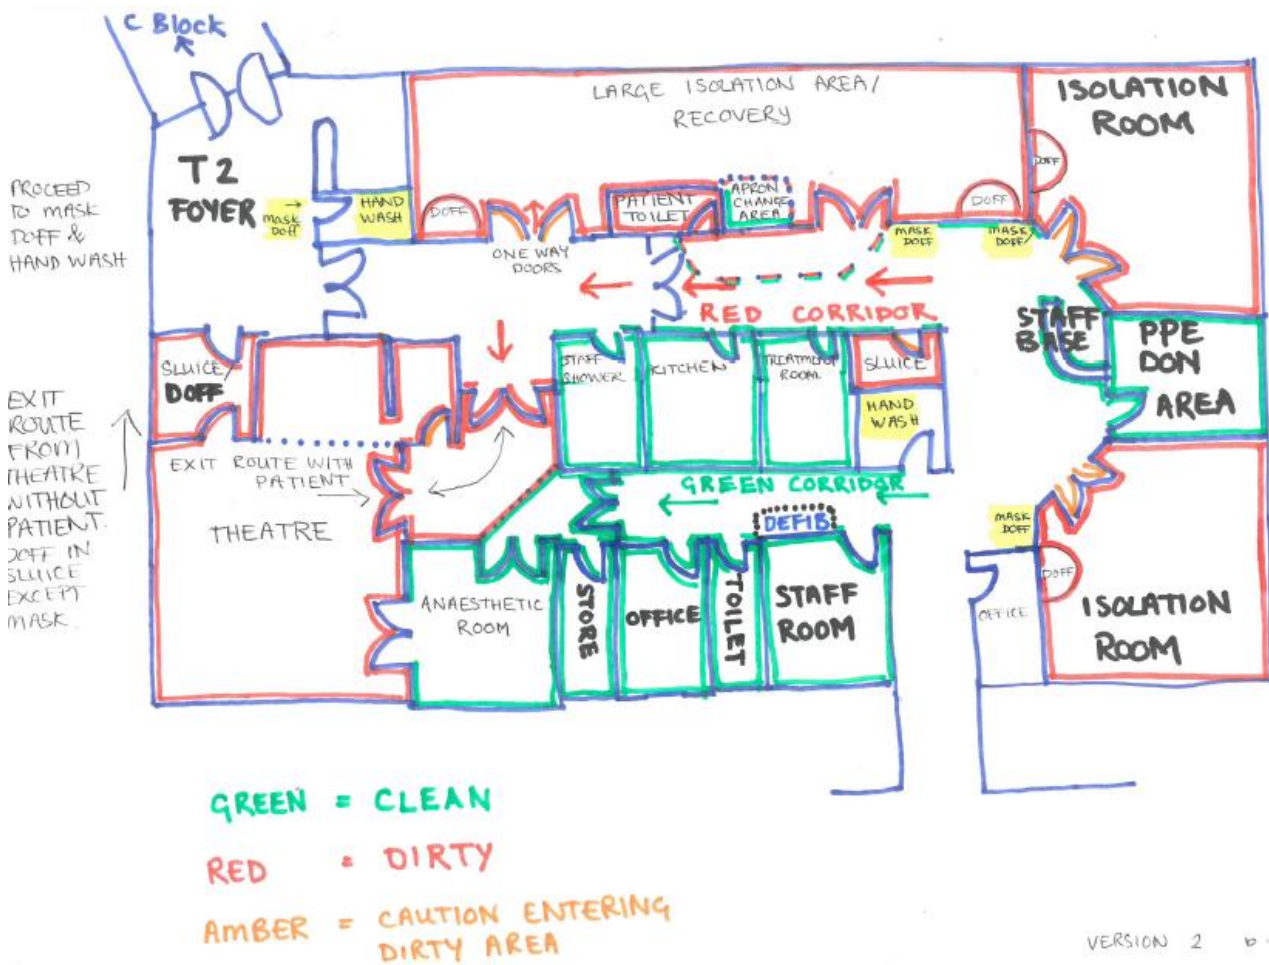 C Block
T2
FOYER
MASK
DOFF
HAND
WASH
LARGE ISOLATION AREA/
RECOVERY
ISOLATION
ROOM
DOFF
DOFF
PATIENT
TOILET
APRON
CHANGE
AREA
DOFF
MASK
DOFF
MASK
DOFF
ONE WAY
DOORS
PROCEED
TO MASK
DOFF &
HAND WASH
RED CORRIDOR
STAFF
BASE
PPE
DON
AREA
SLUICE
DOFF
STAFF
SHOWER
KITCHEN
TREATMENT
ROOM
SLUICE
HAND
WASH
EXIT
ROUTE
FROM
THEATRE
WITHOUT
PATIENT.
DOFF IN
SLUICE
EXCEPT
MASK.
EXIT ROUTE WITH
PATIENT
THEATRE
GREEN CORRIDOR
DEFIB
MASK
DOFF
DOFF
ANAESTHETIC
ROOM
STORE
OFFICE
TOILET
STAFF
ROOM
OFFICE
ISOLATION
ROOM
GREEN = CLEAN
RED = DIRTY
AMBER = CAUTION ENTERING
DIRTY AREA
VERSION 2